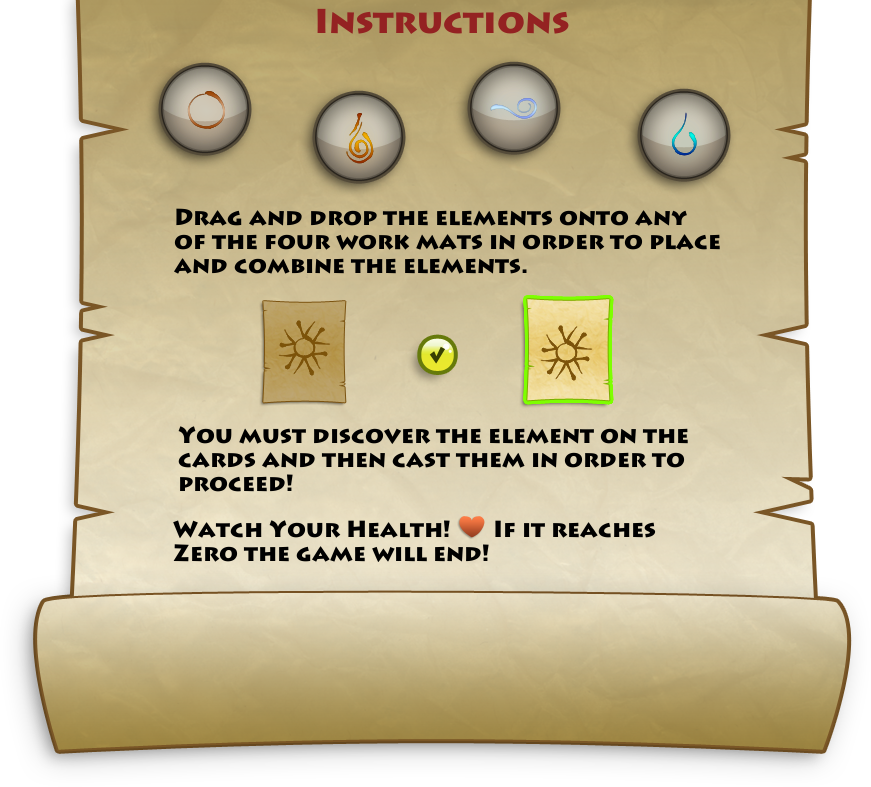 Instructions
Drag and drop the elements onto any
of the four work mats in order to place
and combine the elements.
You must discover the element on the
cards and then cast them in order to
proceed!
Watch Your Health! If it reaches
Zero the game will end!